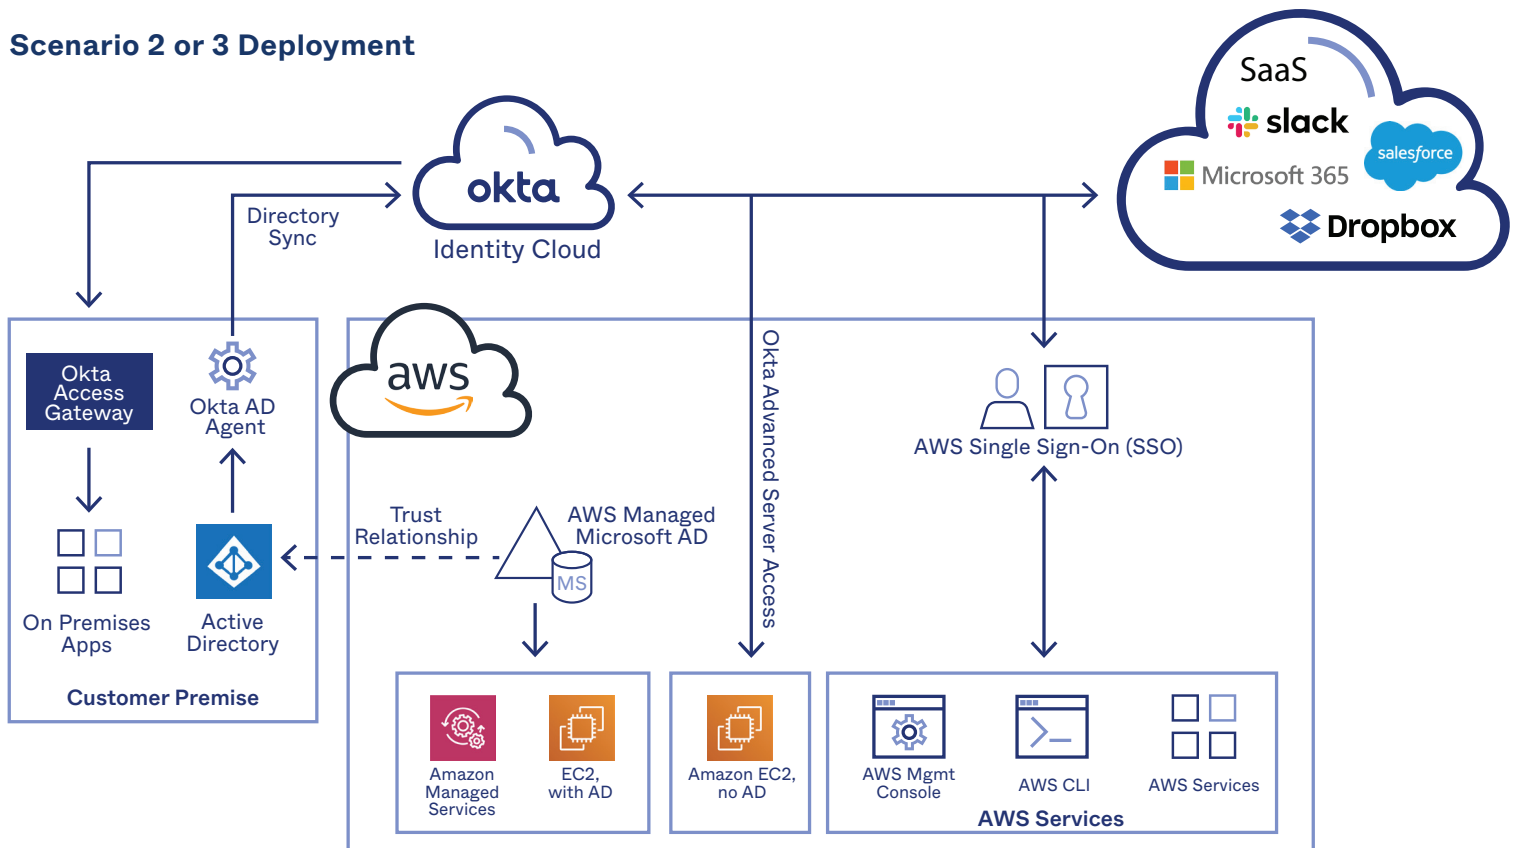 Scenario 2 or 3 Deployment
SaaS
slack
salesforce
Microsoft 365
Dropbox
okta
Identity Cloud
Directory
Sync
aws
Okta
Access
Gateway
Okta AD
Agent
On Premises
Apps
Active
Directory
Customer Premise
Trust
Relationship
AWS Managed
Microsoft AD
MS
Okta Advanced Server Access
AWS Single Sign-On (SSO)
Amazon
Managed
Services
EC2,
with AD
Amazon EC2,
no AD
AWS Mgmt
Console
AWS CLI
AWS Services
AWS Services